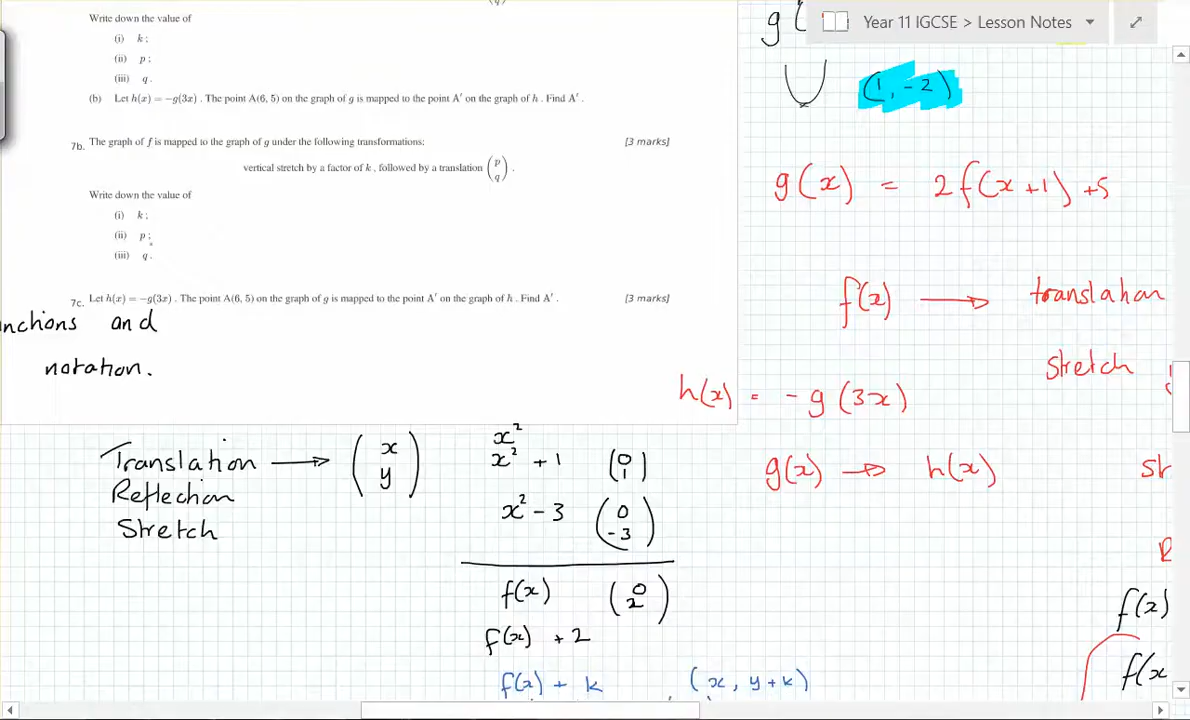 Write down the value of
(i) k;
(ii) p;
(iii) q.
(b) Let h(x) = −g(3x). The point A(6, 5) on the graph of g is mapped to the point A′ on the graph of h. Find A′.
7b. The graph of f is mapped to the graph of g under the following transformations: [3 marks]
vertical stretch by a factor of k, followed by a translation (p q).
Write down the value of
(i) k;
(ii) p;
(iii) q.
7c. Let h(x) = −g(3x). The point A(6, 5) on the graph of g is mapped to the point A′ on the graph of h. Find A′. [3 marks]
nctions and
notation.
Translation → (x y)
Reflection
Stretch
x²
x² + 1 (0 1)
x² - 3 (0 -3)
f(x) (0 2)
f(x) + 2
f(x) + k (x, y+k)
g(
Year 11 IGCSE > Lesson Notes
(1, -2)
g(x) = 2f(x+1) +5
f(x) → translation
stretch
h(x) = - g(3x)
g(x) → h(x)
st
R
f(x)
f(x